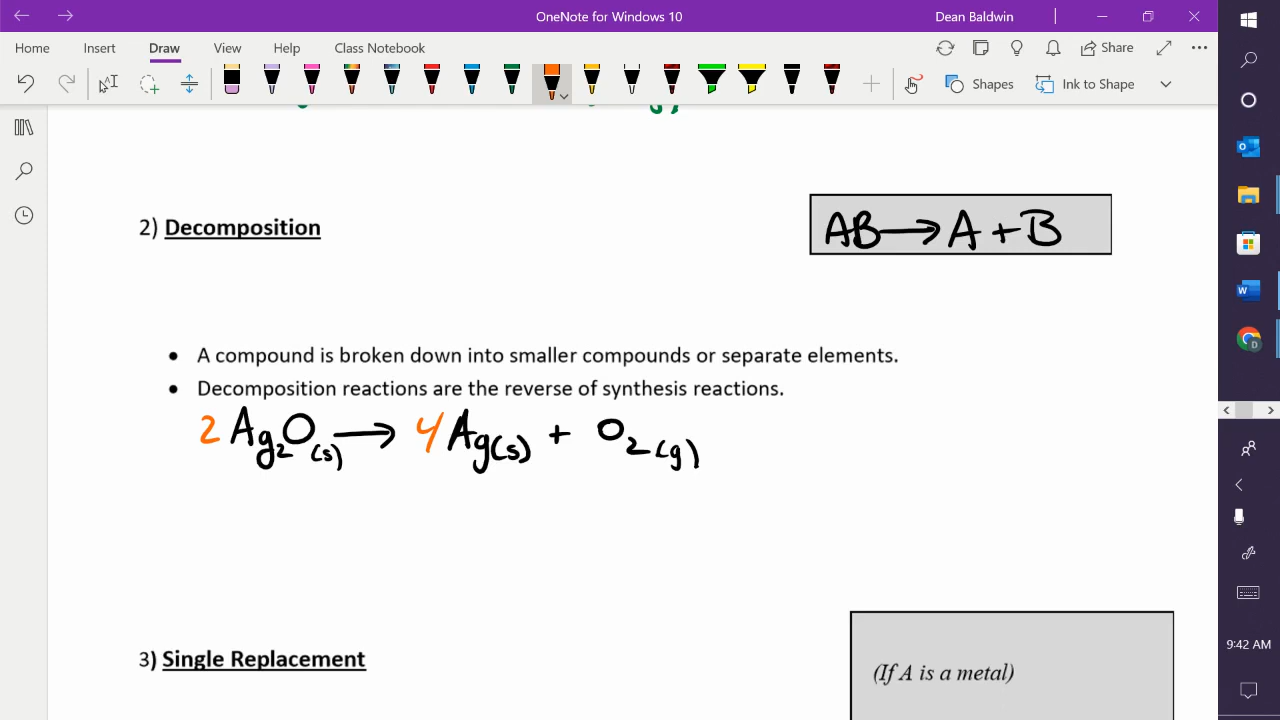 OneNote for Windows 10
Dean Baldwin
Home Insert Draw View Help Class Notebook
Share
Shapes
Ink to Shape
2) Decomposition
AB → A + B
• A compound is broken down into smaller compounds or separate elements.
• Decomposition reactions are the reverse of synthesis reactions.
2 Ag₂O(s) → 4 Ag(s) + O₂(g)
3) Single Replacement
(If A is a metal)
9:42 AM